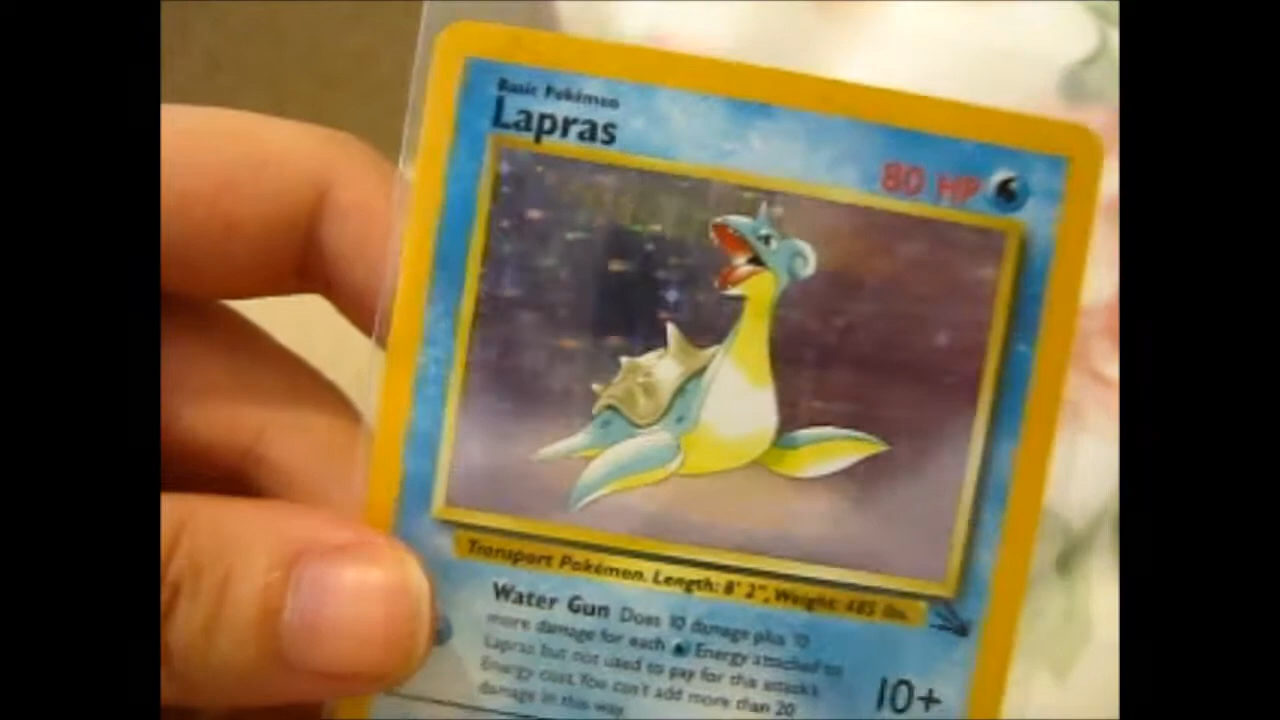 Basic Pokémon
Lapras
80 HP
Transport Pokémon. Length: 8' 2", Weight: 485 lbs.
Water Gun Does 10 damage plus 10
more damage for each Energy attached to
Lapras but not used to pay for this attack's
Energy cost. You can't add more than 20
damage in this way.
10+